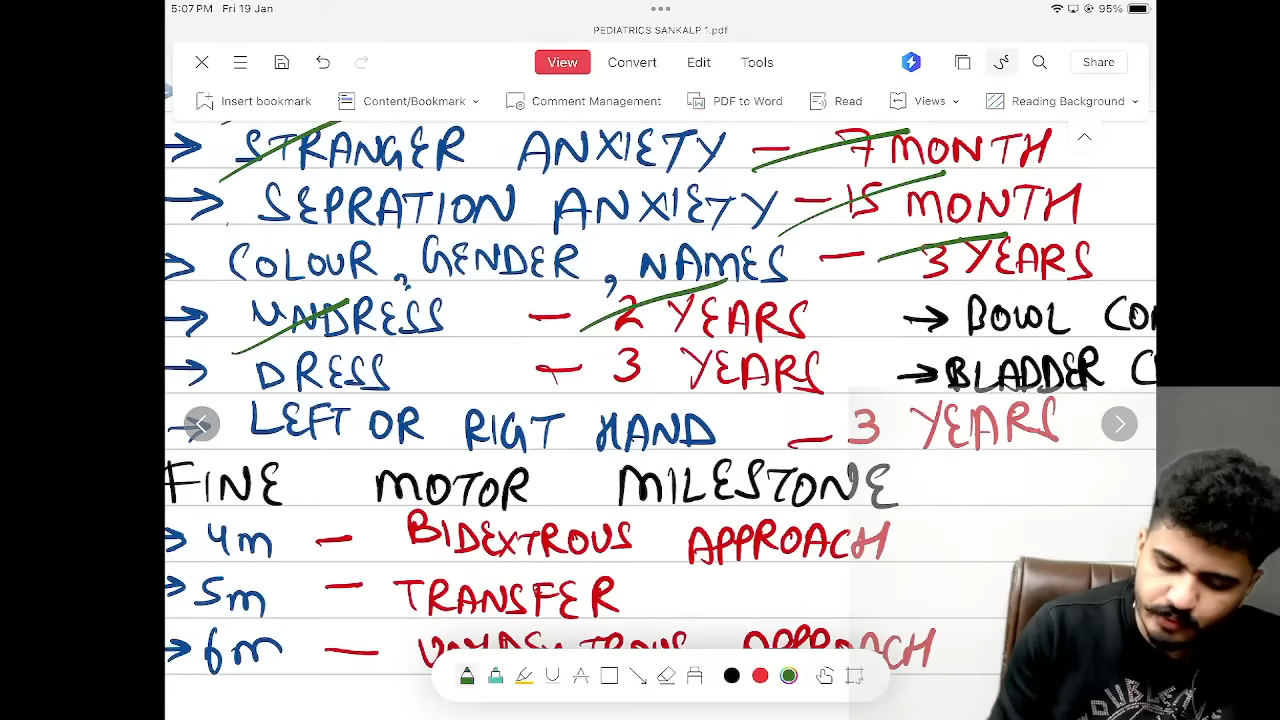 5:07 PM Fri 19 Jan
95%
PEDIATRICS SANKALP 1.pdf
View Convert Edit Tools Share
Insert bookmark Content/Bookmark Comment Management PDF to Word Read Views Reading Background
→ STRANGER ANXIETY — 7 MONTH
→ SEPRATION ANXIETY — 15 MONTH
→ COLOUR, GENDER, NAMES — 3 YEARS
→ UNDRESS — 2 YEARS → BOWL CO
→ DRESS — 3 YEARS → BLADDER C
→ LEFT OR RIGT HAND — 3 YEARS
FINE MOTOR MILESTONE
→ 4m — BIDEXTROUS APPROACH
→ 5m — TRANSFER
→ 6m — APPROACH